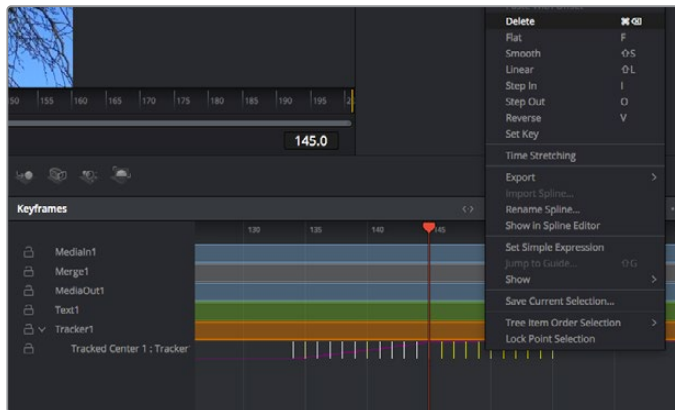 Delete ⌘⌫
Flat F
Smooth ⇧S
Linear ⇧L
Step In I
Step Out O
Reverse V
Set Key
Time Stretching
Export >
Import Spline...
Rename Spline...
Show in Spline Editor
Set Simple Expression
Jump to Guide... ⇧G
Show >
Save Current Selection...
Tree Item Order Selection >
Lock Point Selection
50 155 160 165 170 175 180 185 190 195
145.0
Keyframes
130 135 140 145
MediaIn1
Merge1
MediaOut1
Text1
Tracker1
Tracked Center 1 : Tracker